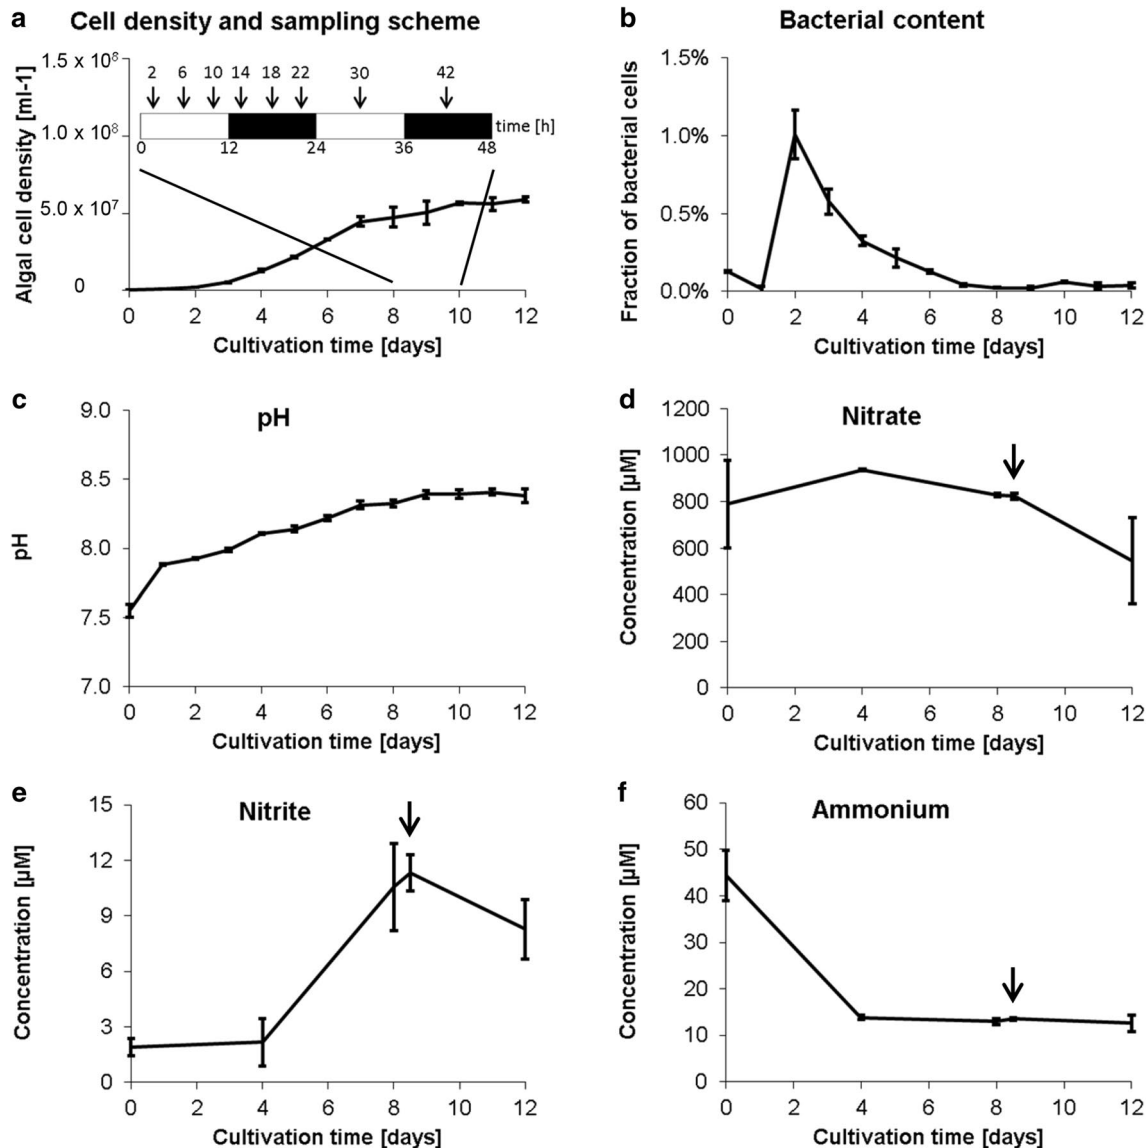 a Cell density and sampling scheme
Algal cell density [ml-1]
1.5 x 10⁸
1.0 x 10⁸
5.0 x 10⁷
0
2 6 10 14 18 22 30 42
time [h]
0 12 24 36 48
0 2 4 6 8 10 12
Cultivation time [days]
b Bacterial content
Fraction of bacterial cells
1.5%
1.0%
0.5%
0.0%
0 2 4 6 8 10 12
Cultivation time [days]
c pH
pH
9.0
8.5
8.0
7.5
7.0
0 2 4 6 8 10 12
Cultivation time [days]
d Nitrate
Concentration [µM]
1200
1000
800
600
400
200
0
0 2 4 6 8 10 12
Cultivation time [days]
e Nitrite
Concentration [µM]
15
12
9
6
3
0
0 2 4 6 8 10 12
Cultivation time [days]
f Ammonium
Concentration [µM]
60
50
40
30
20
10
0
0 2 4 6 8 10 12
Cultivation time [days]